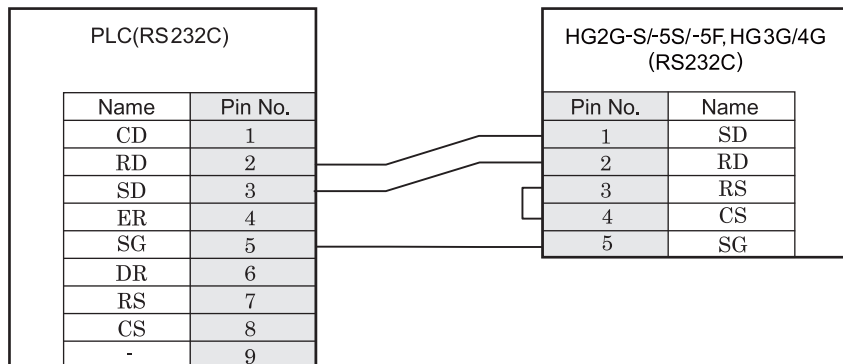 PLC(RS232C)
Name Pin No.
CD 1
RD 2
SD 3
ER 4
SG 5
DR 6
RS 7
CS 8
- 9
HG2G-S/-5S/-5F, HG3G/4G
(RS232C)
Pin No. Name
1 SD
2 RD
3 RS
4 CS
5 SG